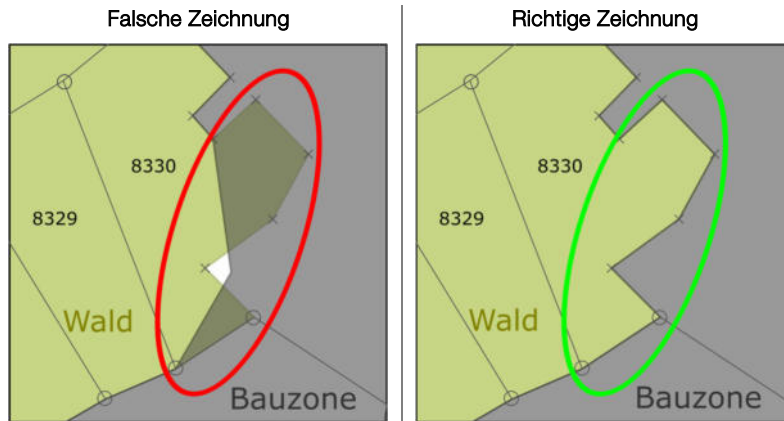 Falsche Zeichnung
Richtige Zeichnung
8330
8329
Wald
Bauzone
8330
8329
Wald
Bauzone